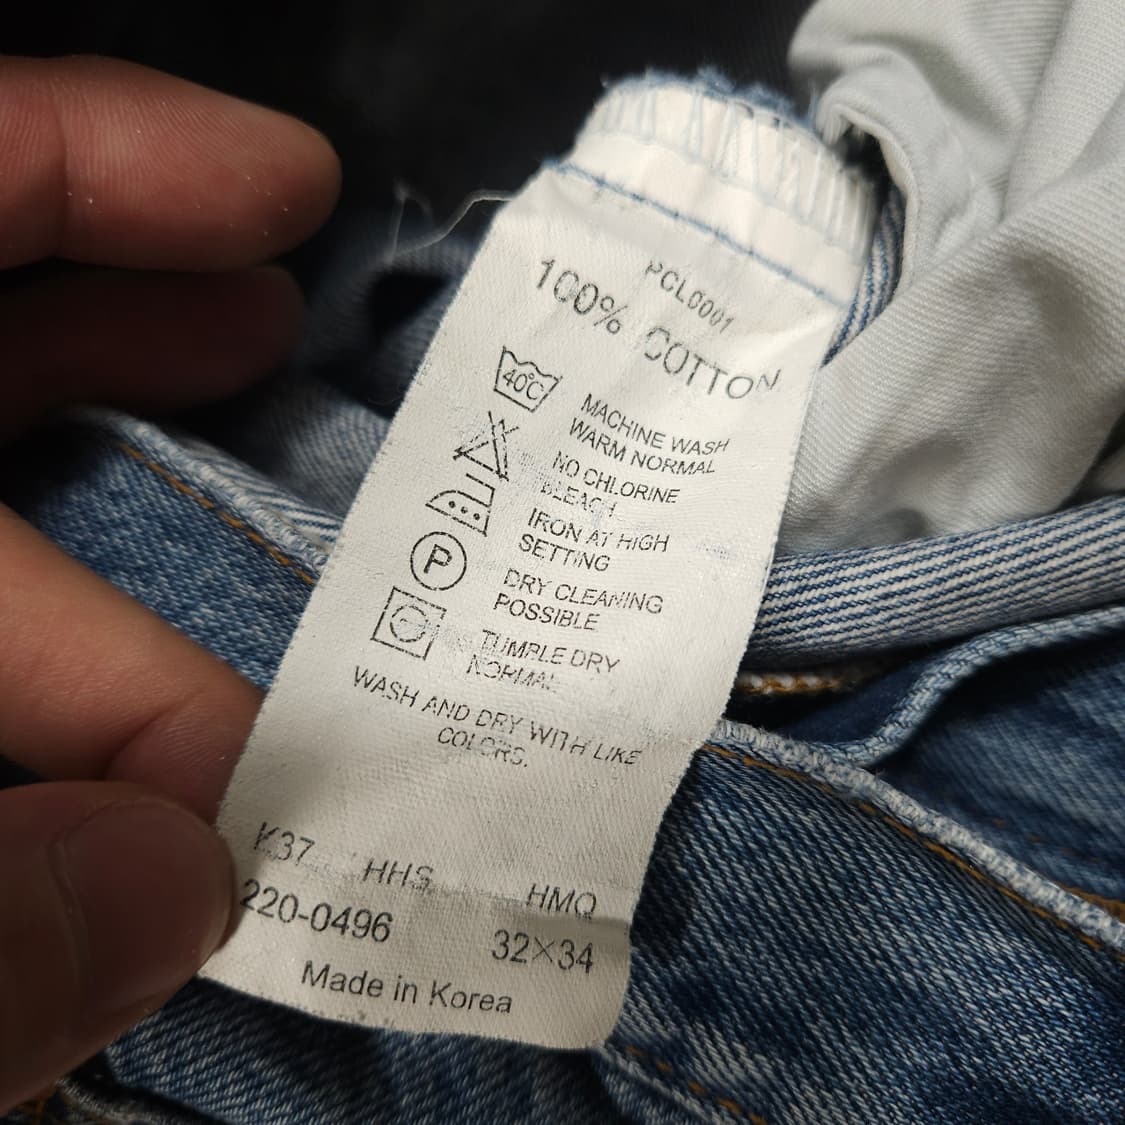 PCL0001
100% COTTON
40°C
MACHINE WASH
WARM NORMAL
NO CHLORINE
BLEACH
IRON AT HIGH
SETTING
P
DRY CLEANING
POSSIBLE
TUMBLE DRY
NORMAL
WASH AND DRY WITH LIKE
COLORS.
K37 HHS HMQ
220-0496 32×34
Made in Korea